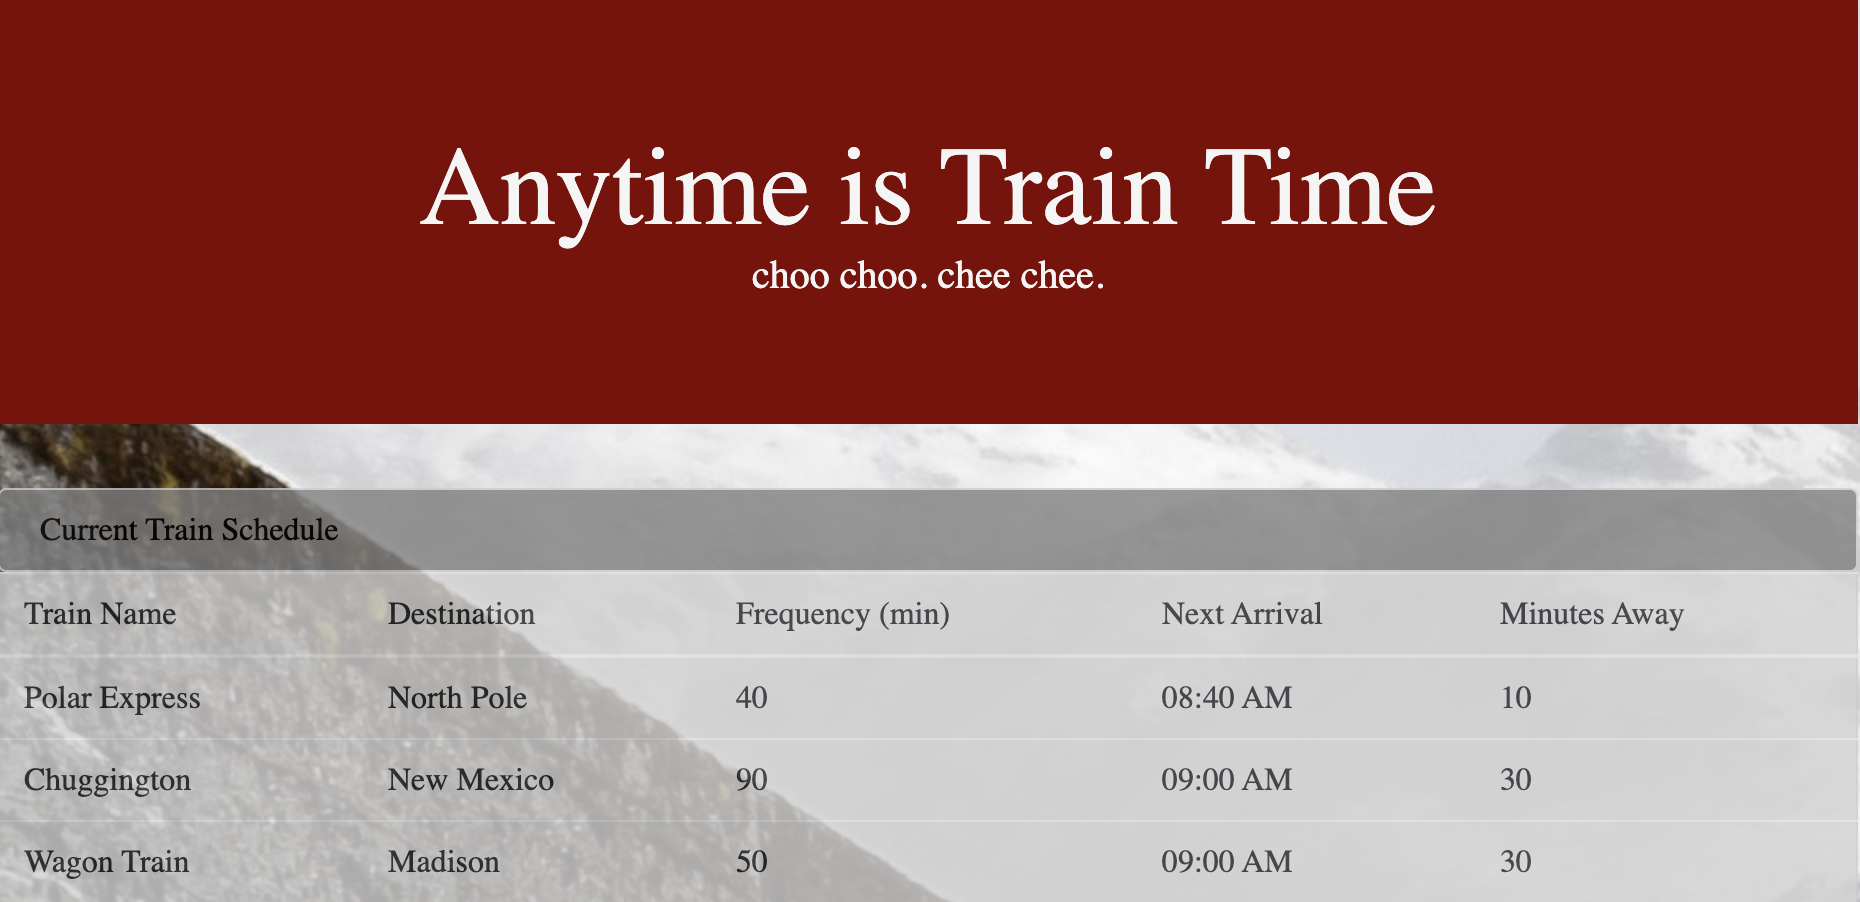 Anytime is Train Time
choo choo. chee chee.
Current Train Schedule
Train Name Destination Frequency (min) Next Arrival Minutes Away
Polar Express North Pole 40 08:40 AM 10
Chuggington New Mexico 90 09:00 AM 30
Wagon Train Madison 50 09:00 AM 30